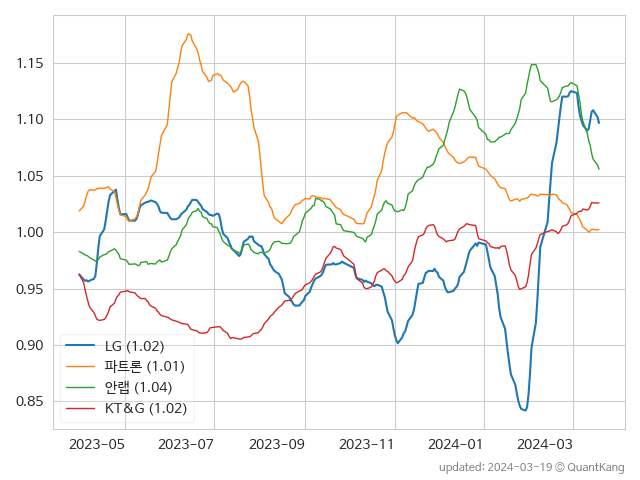 1.15
1.10
1.05
1.00
0.95
0.90
0.85
LG (1.02)
파트론 (1.01)
안랩 (1.04)
KT&G (1.02)
2023-05 2023-07 2023-09 2023-11 2024-01 2024-03
updated: 2024-03-19 © QuantKang